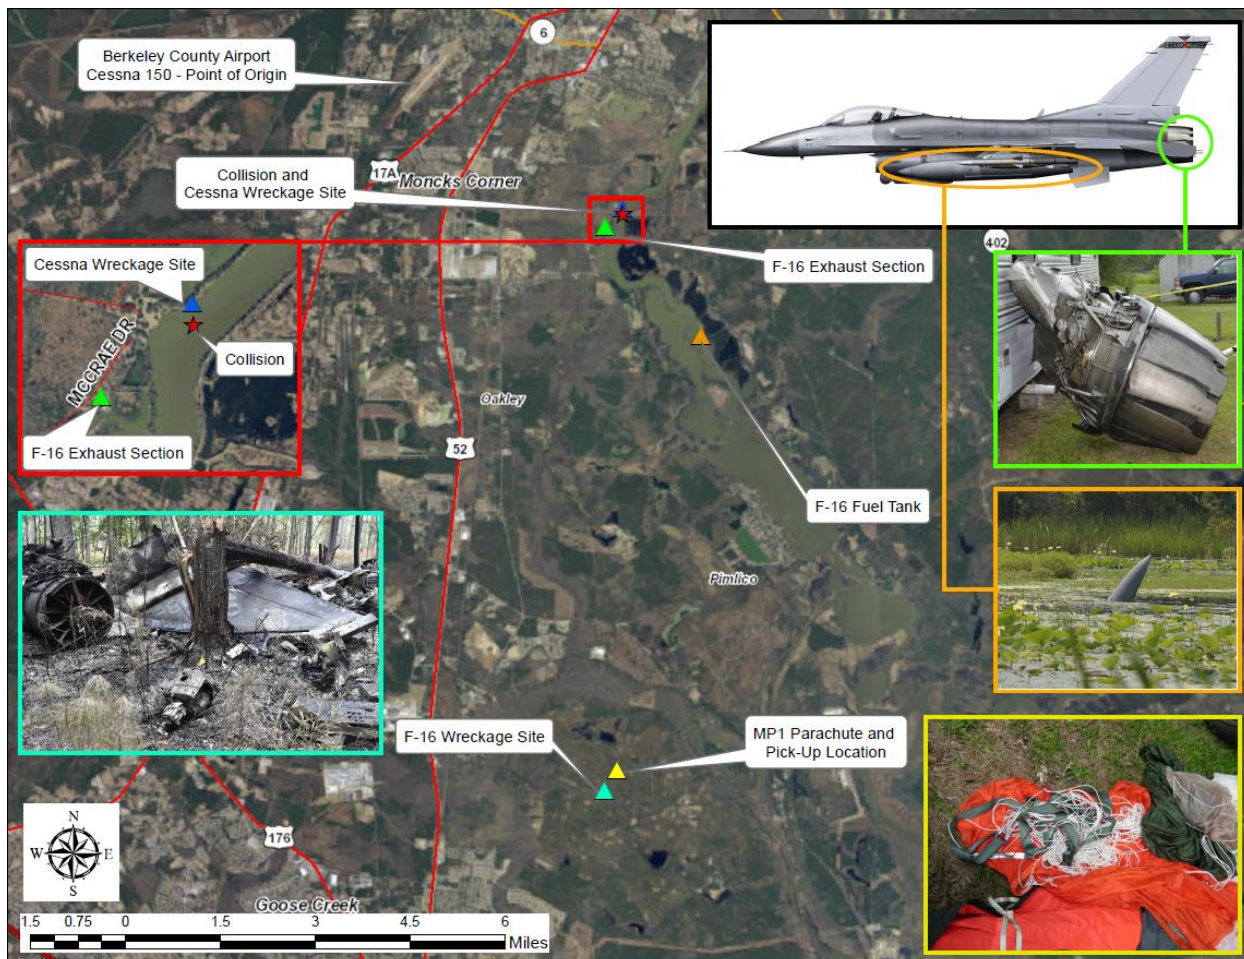 6
Berkeley County Airport
Cessna 150 - Point of Origin
17A
Moncks Corner
Collision and
Cessna Wreckage Site
402
F-16 Exhaust Section
Cessna Wreckage Site
Collision
MCCRAE DR
F-16 Exhaust Section
Oakley
52
F-16 Fuel Tank
Pimlico
F-16 Wreckage Site
MP1 Parachute and
Pick-Up Location
N
W E
S
176
Goose Creek
1.5 0.75 0 1.5 3 4.5 6
Miles